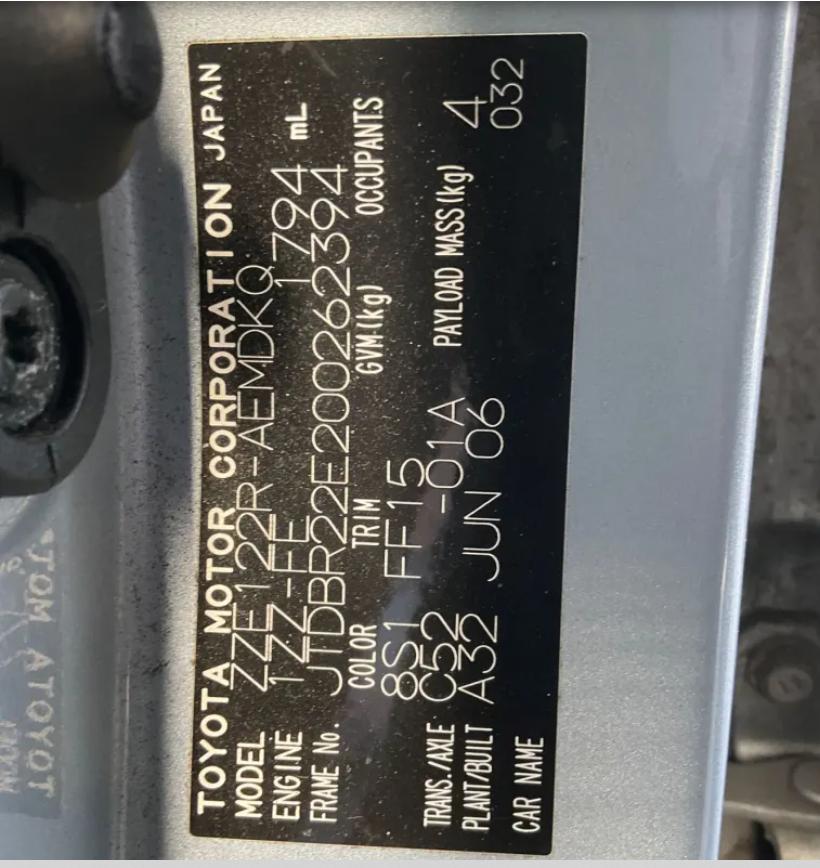 TOYOTA MOTOR CORPORATION JAPAN
MODEL ZZE122R-AEMDKQ
ENGINE 1ZZ-FE 1794 mL
FRAME No. JTDBR22E200262394
COLOR TRIM GVM(kg) OCCUPANTS
8S1 FF15
TRANS./AXLE C52 -01A PAYLOAD MASS(kg) 4
PLANT/BUILT A32 JUN 06 032
CAR NAME